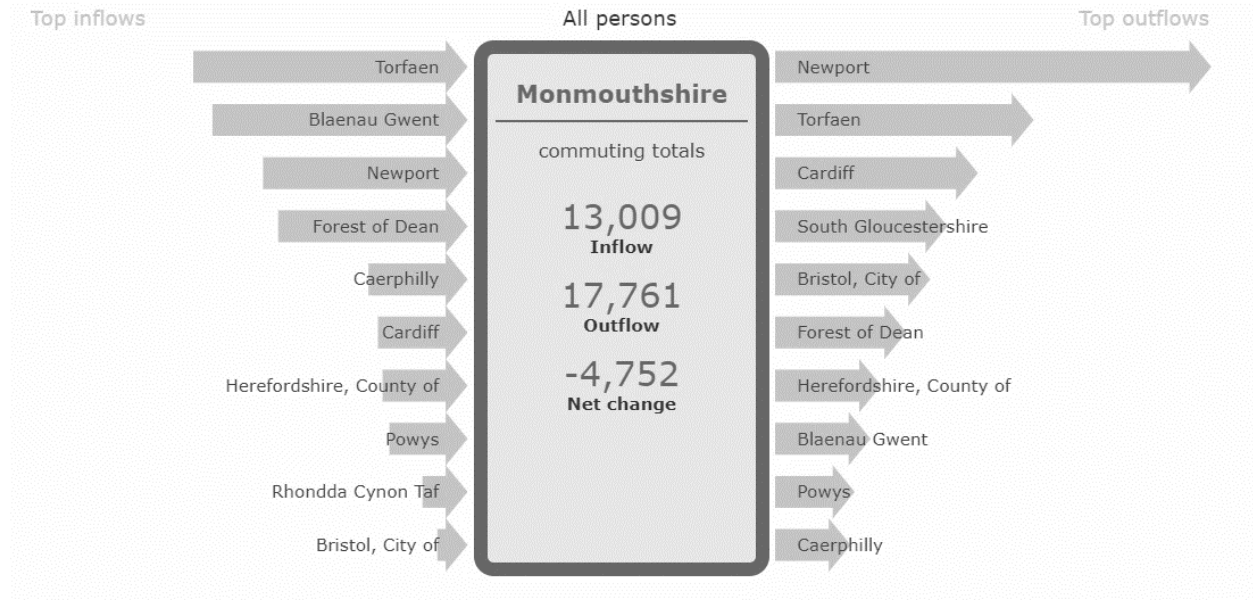 Top inflows
All persons
Top outflows
Torfaen
Blaenau Gwent
Newport
Forest of Dean
Caerphilly
Cardiff
Herefordshire, County of
Powys
Rhondda Cynon Taf
Bristol, City of
Monmouthshire
commuting totals
13,009
Inflow
17,761
Outflow
-4,752
Net change
Newport
Torfaen
Cardiff
South Gloucestershire
Bristol, City of
Forest of Dean
Herefordshire, County of
Blaenau Gwent
Powys
Caerphilly